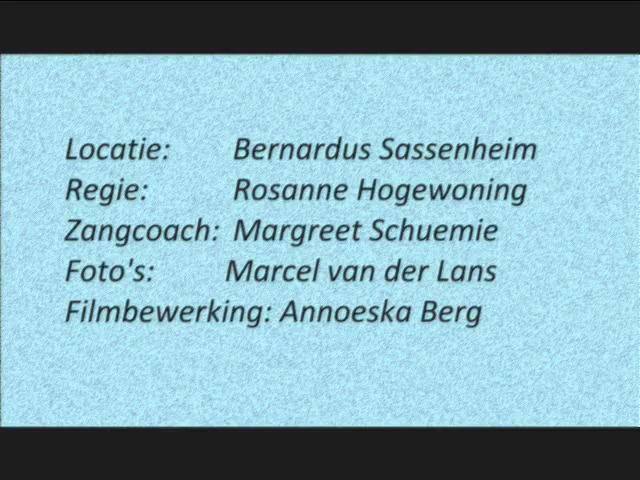 Locatie: Bernardus Sassenheim
Regie: Rosanne Hogewoning
Zangcoach: Margreet Schuemie
Foto's: Marcel van der Lans
Filmbewerking: Annoeska Berg